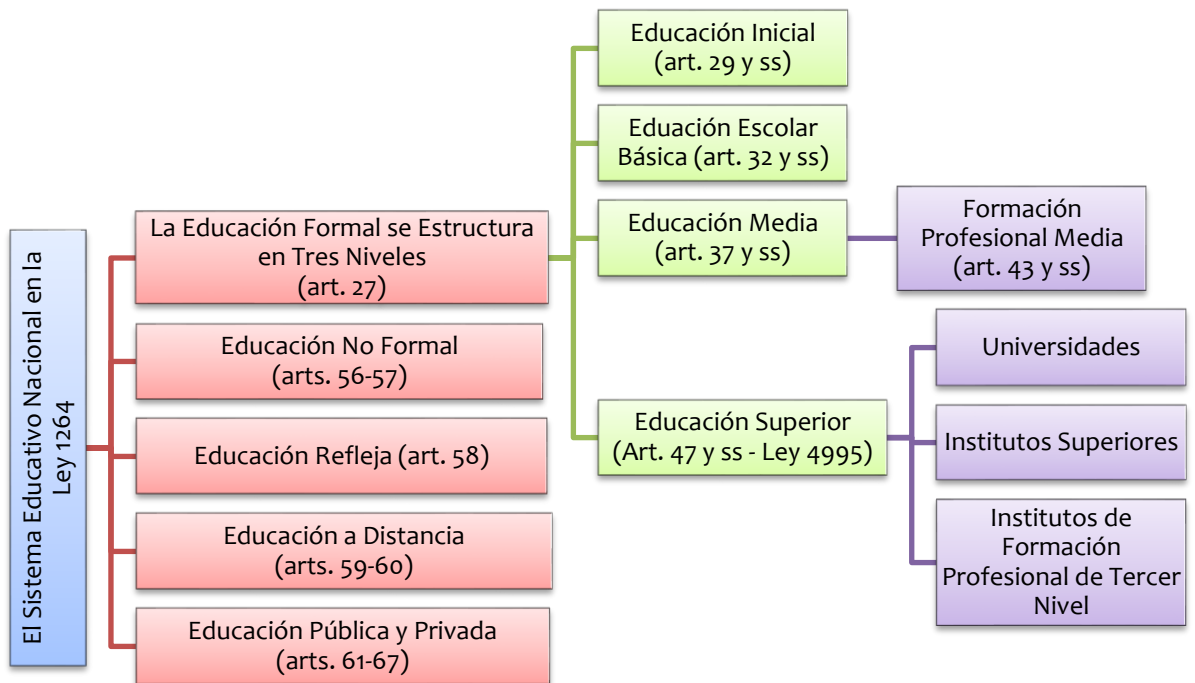 El Sistema Educativo Nacional en la
Ley 1264
La Educación Formal se Estructura
en Tres Niveles
(art. 27)
Educación No Formal
(arts. 56-57)
Educación Refleja (art. 58)
Educación a Distancia
(arts. 59-60)
Educación Pública y Privada
(arts. 61-67)
Educación Inicial
(art. 29 y ss)
Eduación Escolar
Básica (art. 32 y ss)
Educación Media
(art. 37 y ss)
Educación Superior
(Art. 47 y ss - Ley 4995)
Formación
Profesional Media
(art. 43 y ss)
Universidades
Institutos Superiores
Institutos de
Formación
Profesional de Tercer
Nivel